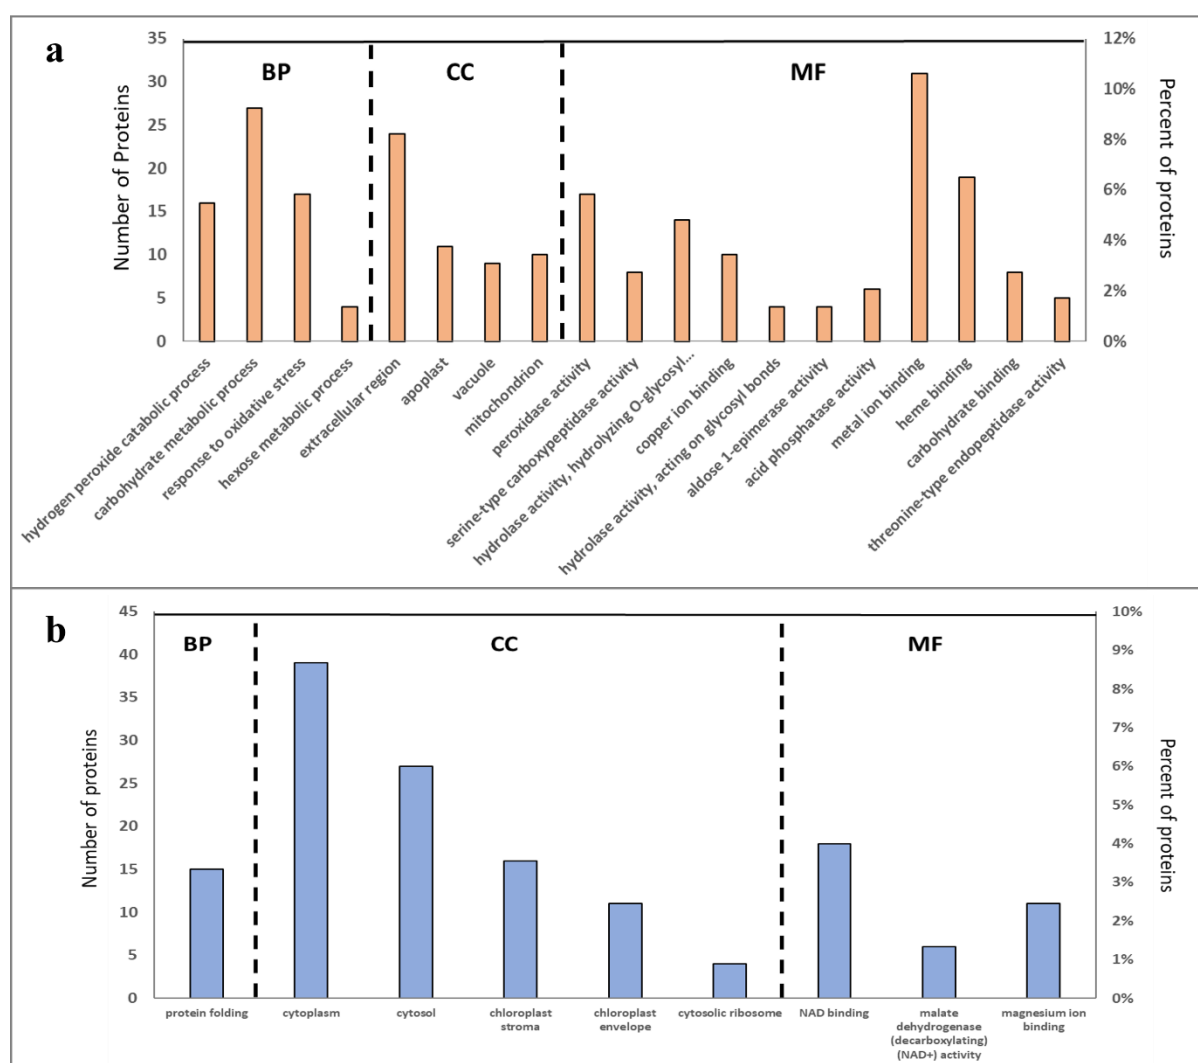 a
BP
CC
MF
Number of Proteins
35
30
25
20
15
10
5
0
12%
10%
8%
6%
4%
2%
0%
Percent of proteins
hydrogen peroxide catabolic process
carbohydrate metabolic process
response to oxidative stress
hexose metabolic process
extracellular region
apoplast
vacuole
mitochondrion
peroxidase activity
serine-type carboxypeptidase activity
hydrolase activity, hydrolyzing O-glycosyl...
copper ion binding
hydrolase activity, acting on glycosyl bonds
aldose 1-epimerase activity
acid phosphatase activity
metal ion binding
heme binding
carbohydrate binding
threonine-type endopeptidase activity
b
BP
CC
MF
Number of proteins
45
40
35
30
25
20
15
10
5
0
10%
9%
8%
7%
6%
5%
4%
3%
2%
1%
0%
Percent of proteins
protein folding
cytoplasm
cytosol
chloroplast
stroma
chloroplast
envelope
cytosolic ribosome
NAD binding
malate
dehydrogenase
(decarboxylating)
(NAD+) activity
magnesium ion
binding